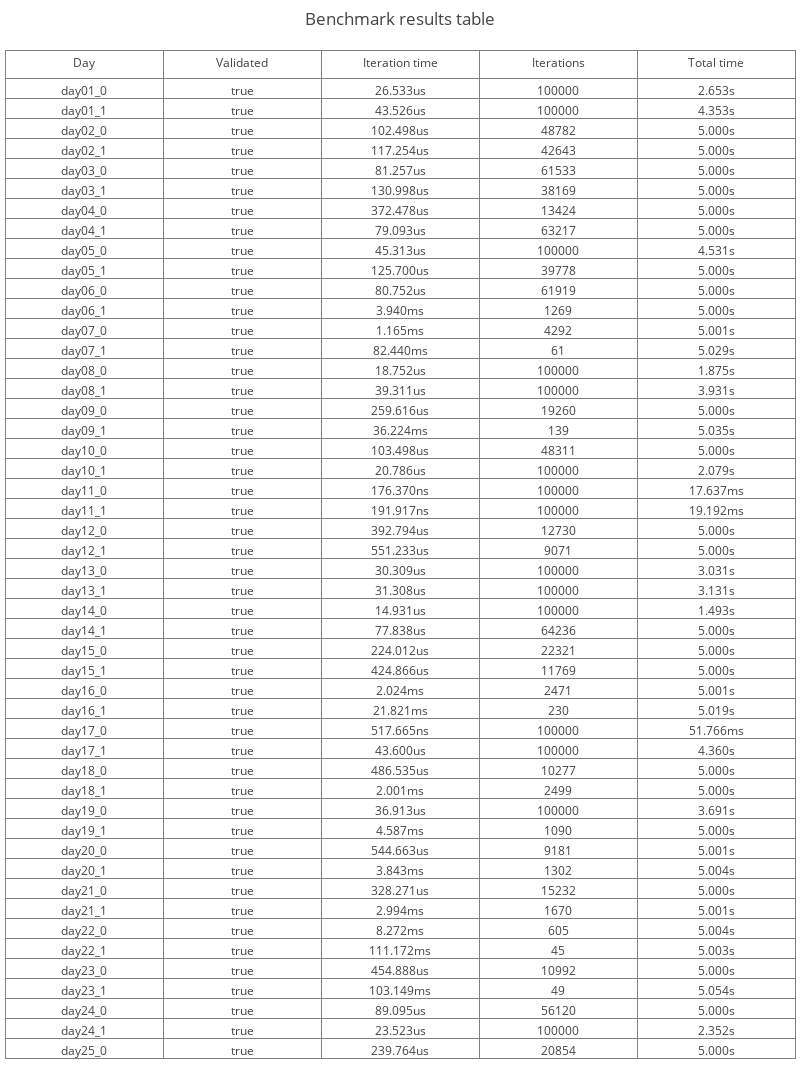 Benchmark results table
Day Validated Iteration time Iterations Total time
day01_0 true 26.533us 100000 2.653s
day01_1 true 43.526us 100000 4.353s
day02_0 true 102.498us 48782 5.000s
day02_1 true 117.254us 42643 5.000s
day03_0 true 81.257us 61533 5.000s
day03_1 true 130.998us 38169 5.000s
day04_0 true 372.478us 13424 5.000s
day04_1 true 79.093us 63217 5.000s
day05_0 true 45.313us 100000 4.531s
day05_1 true 125.700us 39778 5.000s
day06_0 true 80.752us 61919 5.000s
day06_1 true 3.940ms 1269 5.000s
day07_0 true 1.165ms 4292 5.001s
day07_1 true 82.440ms 61 5.029s
day08_0 true 18.752us 100000 1.875s
day08_1 true 39.311us 100000 3.931s
day09_0 true 259.616us 19260 5.000s
day09_1 true 36.224ms 139 5.035s
day10_0 true 103.498us 48311 5.000s
day10_1 true 20.786us 100000 2.079s
day11_0 true 176.370ns 100000 17.637ms
day11_1 true 191.917ns 100000 19.192ms
day12_0 true 392.794us 12730 5.000s
day12_1 true 551.233us 9071 5.000s
day13_0 true 30.309us 100000 3.031s
day13_1 true 31.308us 100000 3.131s
day14_0 true 14.931us 100000 1.493s
day14_1 true 77.838us 64236 5.000s
day15_0 true 224.012us 22321 5.000s
day15_1 true 424.866us 11769 5.000s
day16_0 true 2.024ms 2471 5.001s
day16_1 true 21.821ms 230 5.019s
day17_0 true 517.665ns 100000 51.766ms
day17_1 true 43.600us 100000 4.360s
day18_0 true 486.535us 10277 5.000s
day18_1 true 2.001ms 2499 5.000s
day19_0 true 36.913us 100000 3.691s
day19_1 true 4.587ms 1090 5.000s
day20_0 true 544.663us 9181 5.001s
day20_1 true 3.843ms 1302 5.004s
day21_0 true 328.271us 15232 5.000s
day21_1 true 2.994ms 1670 5.001s
day22_0 true 8.272ms 605 5.004s
day22_1 true 111.172ms 45 5.003s
day23_0 true 454.888us 10992 5.000s
day23_1 true 103.149ms 49 5.054s
day24_0 true 89.095us 56120 5.000s
day24_1 true 23.523us 100000 2.352s
day25_0 true 239.764us 20854 5.000s